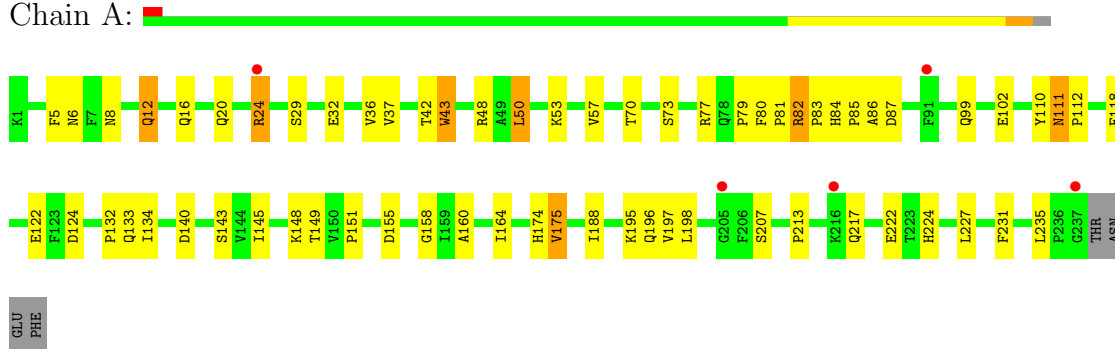 Chain A:
K1 F5 N6 F7 N8 Q12 Q16 Q20 R24 S29 E32 V36 V37 T42 W43 R48 A49 L50 K53 V57 T70 S73 R77 Q78 P79 F80 P81 R82 P83 H84 P85 A86 D87 F91 Q99 E102 Y110 N111 P112
E122 F123 D124 P132 Q133 I134 D140 S143 V144 I145 K148 T149 V150 P151 D155 G158 I159 A160 I164 H174 V175 I188 K195 Q196 V197 L198 G205 F206 S207 P213 K216 Q217 E222 T223 H224 L227 F231 L235 P236 G237 THR ASN
GLU PHE